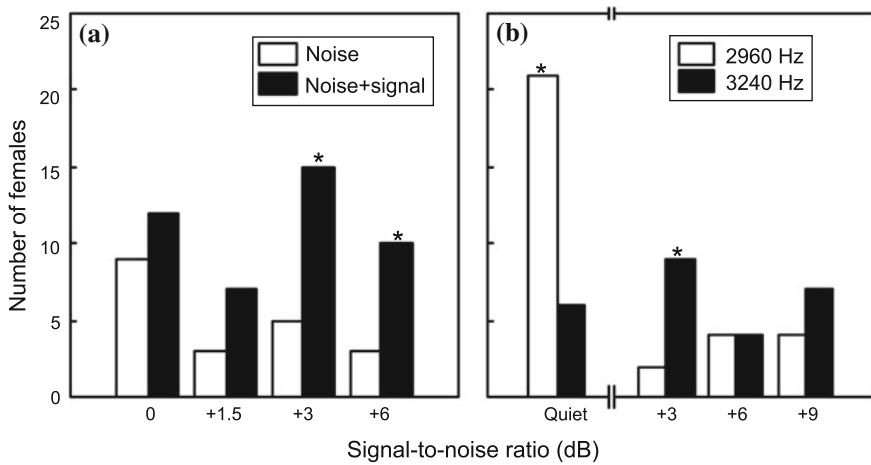 (a)
Noise
Noise+signal
(b)
2960 Hz
3240 Hz
Number of females
25
20
15
10
5
0
*
*
*
*
0 +1.5 +3 +6
Quiet +3 +6 +9
Signal-to-noise ratio (dB)